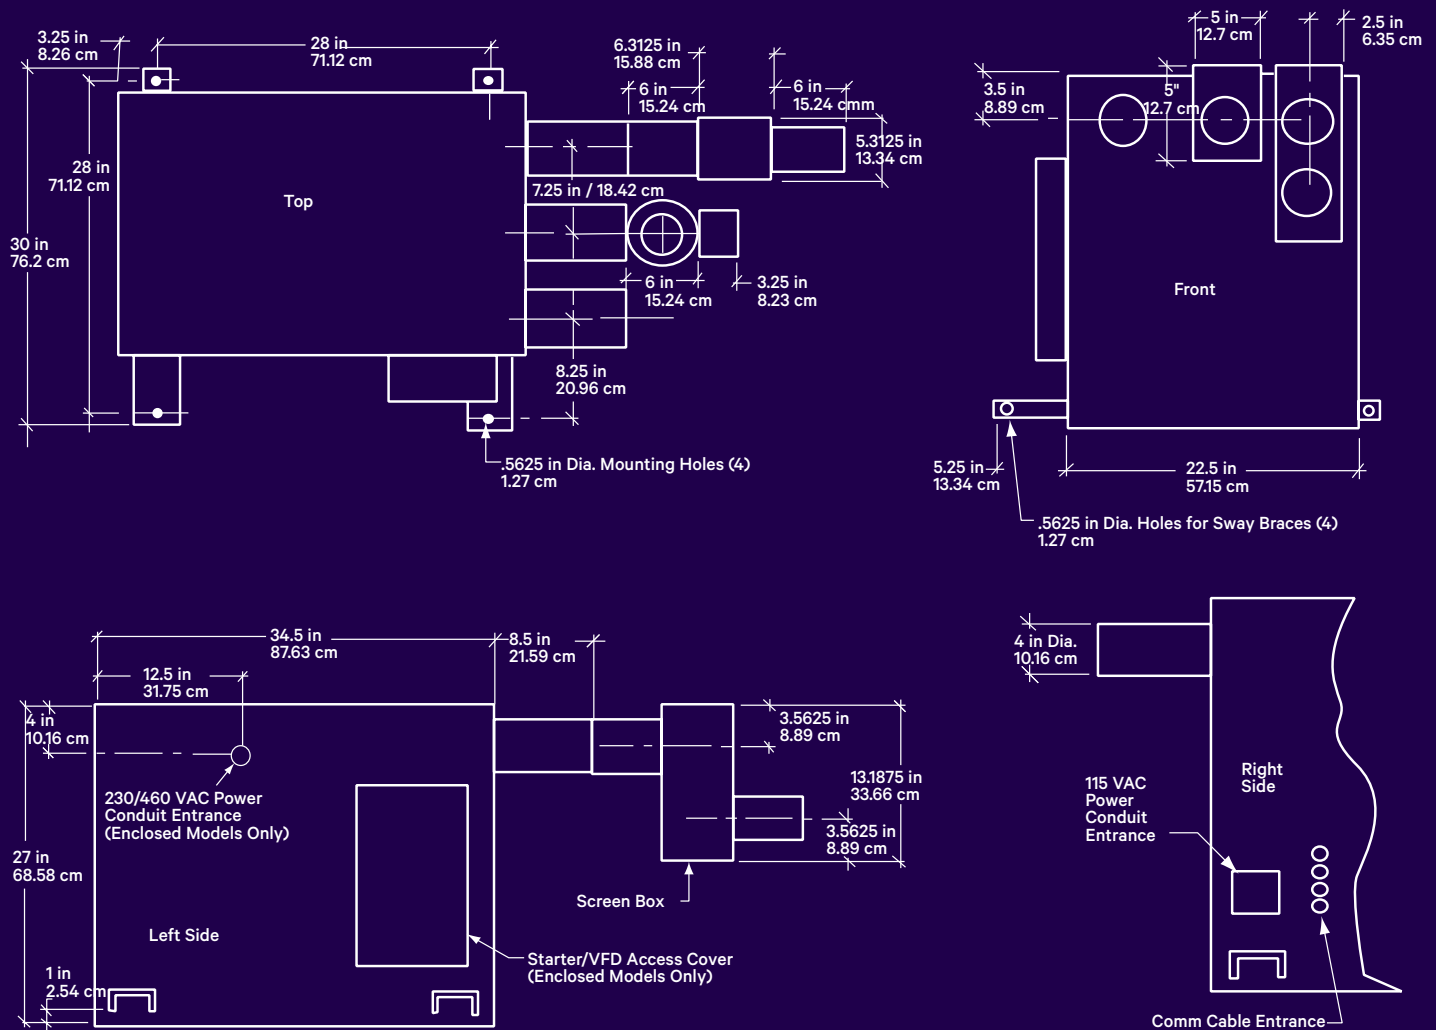 3.25 in
8.26 cm
28 in
71.12 cm
6.3125 in
15.88 cm
6 in
15.24 cm
6 in
15.24 cmm
5.3125 in
13.34 cm
28 in
71.12 cm
Top
7.25 in / 18.42 cm
30 in
76.2 cm
6 in
15.24 cm
3.25 in
8.23 cm
8.25 in
20.96 cm
.5625 in Dia. Mounting Holes (4)
1.27 cm
5 in
12.7 cm
2.5 in
6.35 cm
3.5 in
8.89 cm
5"
12.7 cm
Front
5.25 in
13.34 cm
22.5 in
57.15 cm
.5625 in Dia. Holes for Sway Braces (4)
1.27 cm
34.5 in
87.63 cm
8.5 in
21.59 cm
12.5 in
31.75 cm
4 in
10.16 cm
3.5625 in
8.89 cm
13.1875 in
33.66 cm
230/460 VAC Power
Conduit Entrance
(Enclosed Models Only)
3.5625 in
8.89 cm
27 in
68.58 cm
Screen Box
Left Side
Starter/VFD Access Cover
(Enclosed Models Only)
1 in
2.54 cm
4 in Dia.
10.16 cm
Right
Side
115 VAC
Power
Conduit
Entrance
Comm Cable Entrance